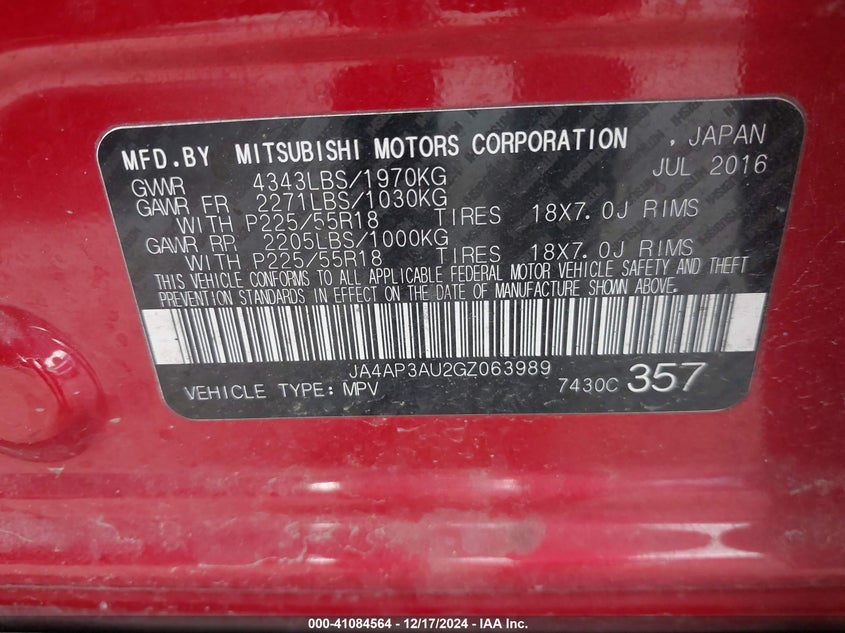 MFD.BY MITSUBISHI MOTORS CORPORATION , JAPAN
JUL 2016
GVWR 4343LBS/1970KG
GAWR FR 2271LBS/1030KG
WITH P225/55R18 TIRES 18X7.0J RIMS
GAWR RR 2205LBS/1000KG
WITH P225/55R18 TIRES 18X7.0J RIMS
THIS VEHICLE CONFORMS TO ALL APPLICABLE FEDERAL MOTOR VEHICLE SAFETY AND THEFT
PREVENTION STANDARDS IN EFFECT ON THE DATE OF MANUFACTURE SHOWN ABOVE.
JA4AP3AU2GZ063989
VEHICLE TYPE: MPV 7430C 357
000-41084564 - 12/17/2024 - IAA Inc.